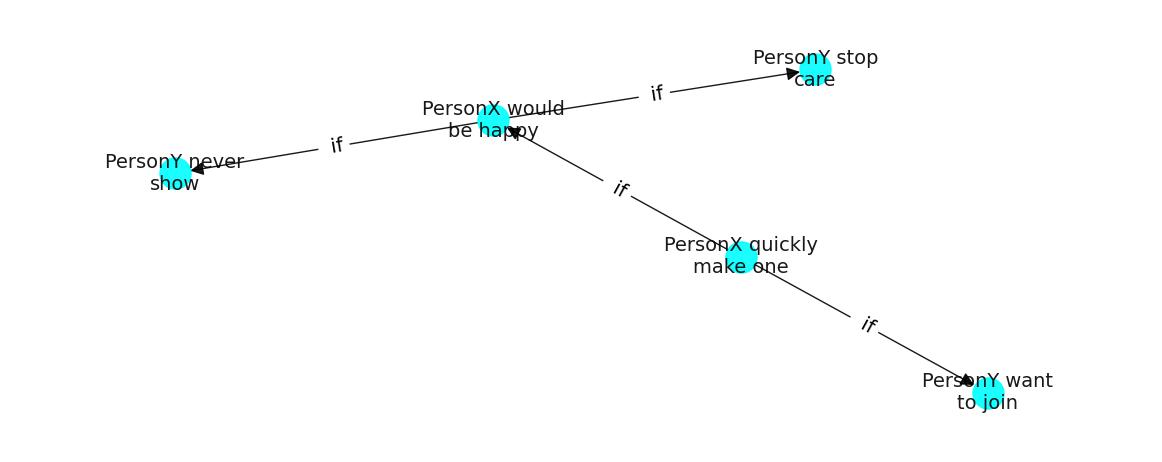 PersonY stop
care
if
PersonX would
be happy
if
PersonY never
show
if
PersonX quickly
make one
if
PersonY want
to join